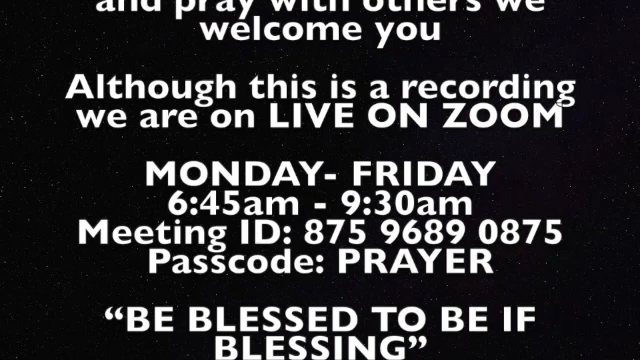 and pray with others we
welcome you
Although this is a recording
we are on LIVE ON ZOOM
MONDAY- FRIDAY
6:45am - 9:30am
Meeting ID: 875 9689 0875
Passcode: PRAYER
“BE BLESSED TO BE IF
BLESSING”